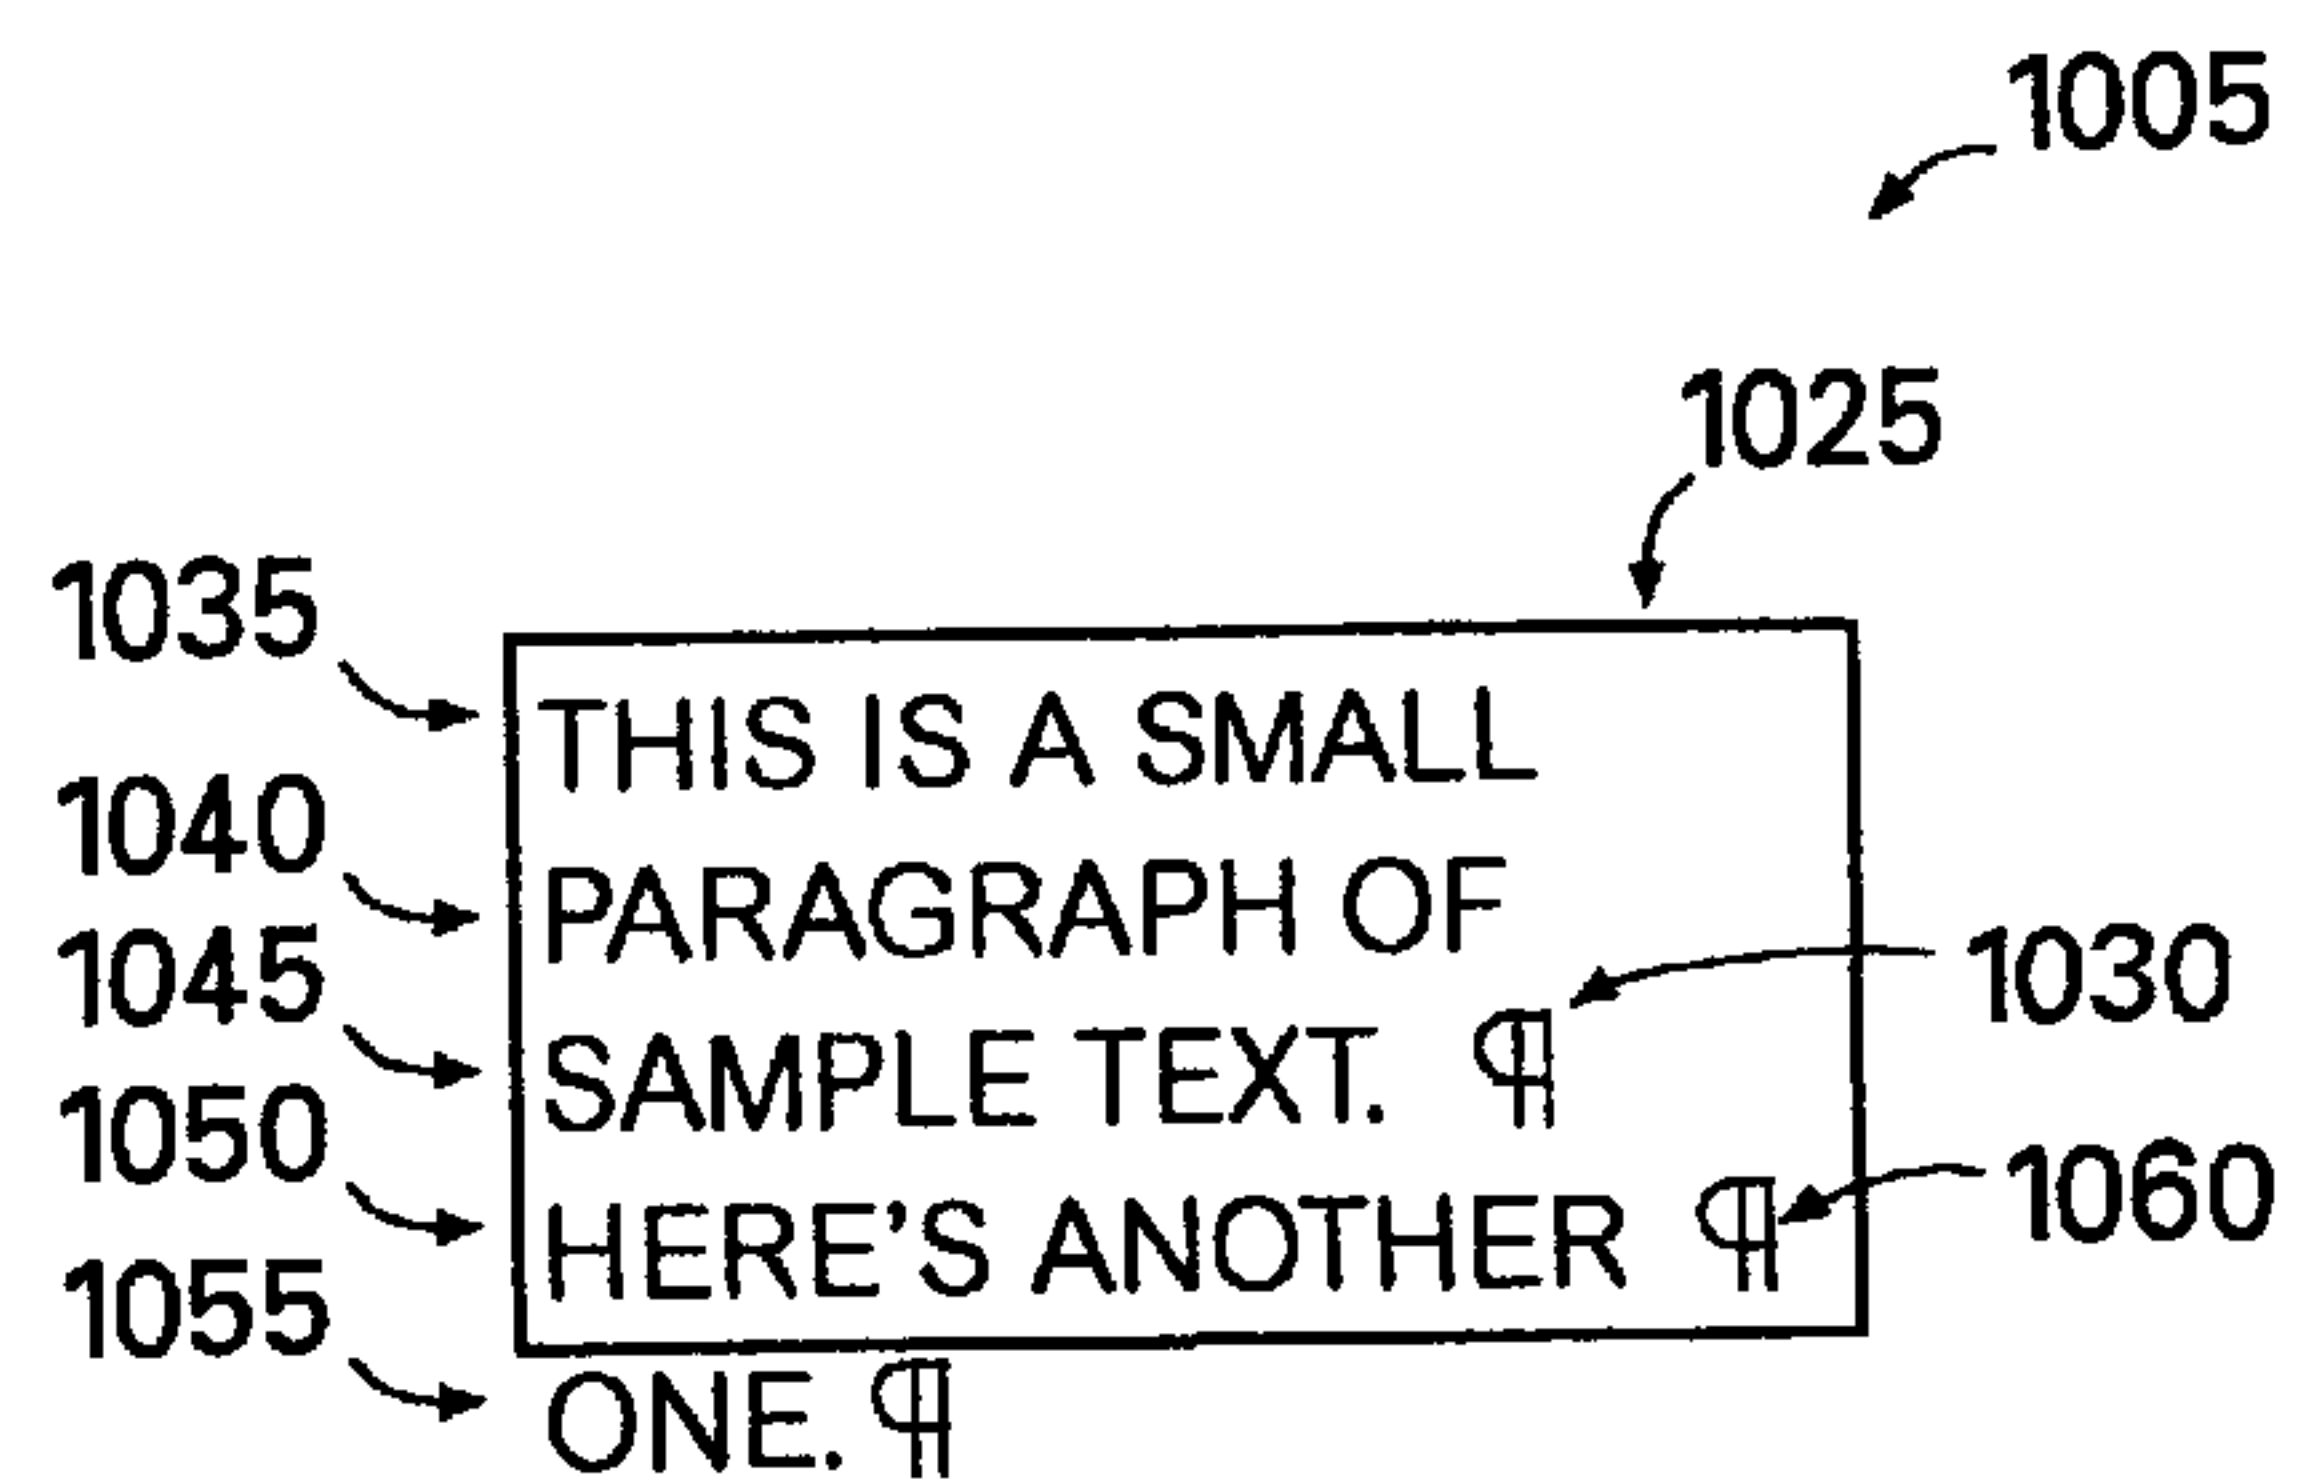 1005
1025
1035
THIS IS A SMALL
1040
PARAGRAPH OF
1030
1045
SAMPLE TEXT. ¶
1050
HERE'S ANOTHER ¶
1060
1055
ONE. ¶